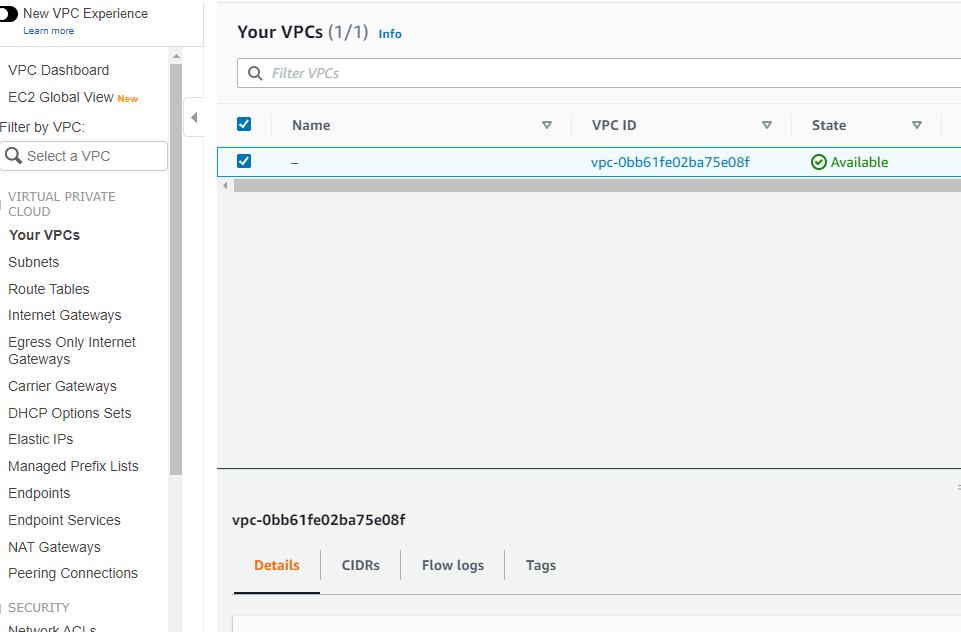 New VPC Experience
Learn more
VPC Dashboard
EC2 Global View New
Filter by VPC:
Select a VPC
VIRTUAL PRIVATE
CLOUD
Your VPCs
Subnets
Route Tables
Internet Gateways
Egress Only Internet
Gateways
Carrier Gateways
DHCP Options Sets
Elastic IPs
Managed Prefix Lists
Endpoints
Endpoint Services
NAT Gateways
Peering Connections
SECURITY
Network ACLs
Your VPCs (1/1) Info
Filter VPCs
Name VPC ID State
– vpc-0bb61fe02ba75e08f Available
vpc-0bb61fe02ba75e08f
Details CIDRs Flow logs Tags